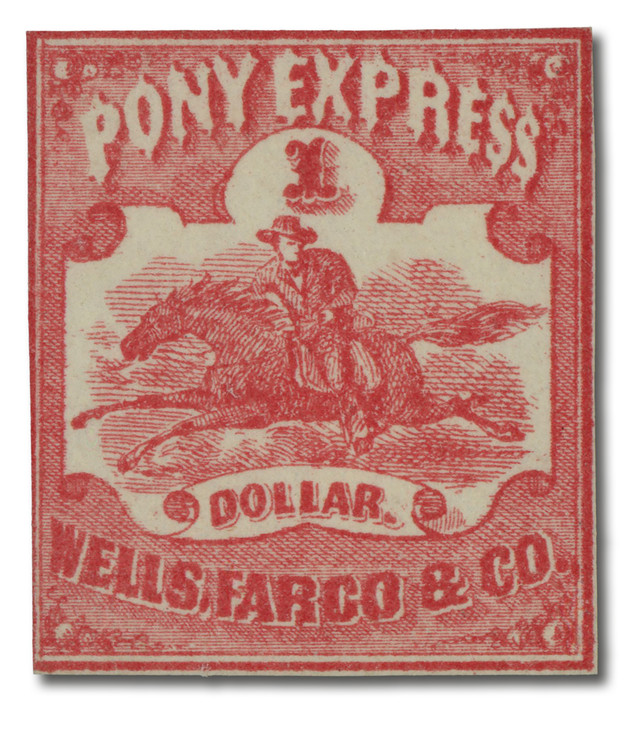 PONY EXPRESS
1
DOLLAR.
WELLS, FARGO & CO.